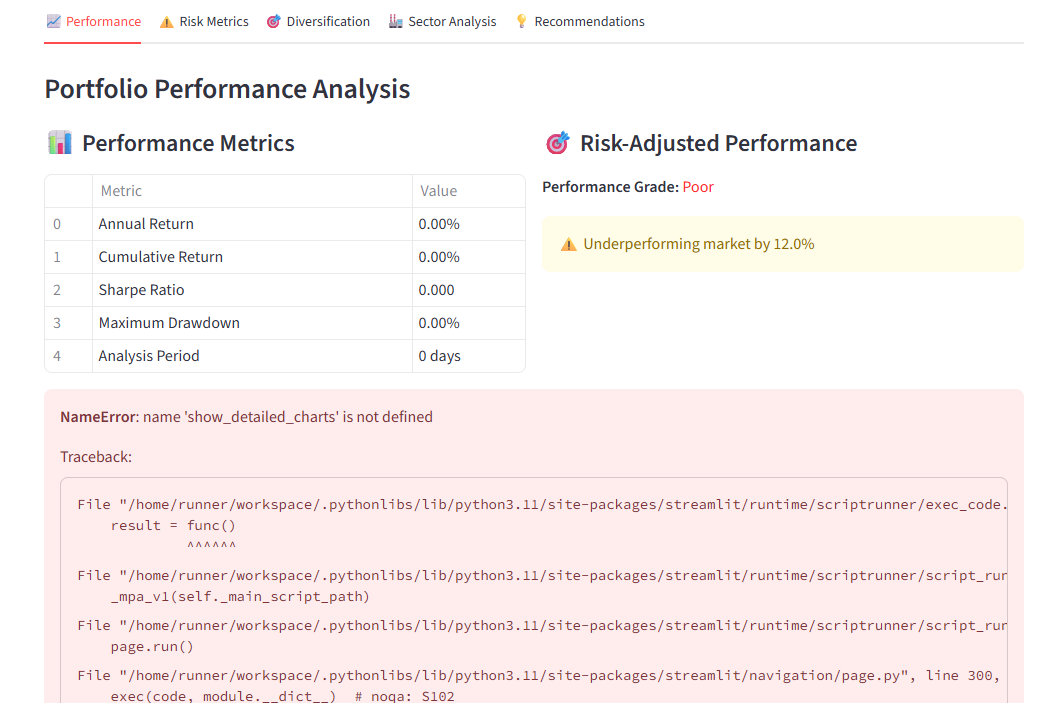 Performance Risk Metrics Diversification Sector Analysis Recommendations
Portfolio Performance Analysis
Performance Metrics
Metric Value
0 Annual Return 0.00%
1 Cumulative Return 0.00%
2 Sharpe Ratio 0.000
3 Maximum Drawdown 0.00%
4 Analysis Period 0 days
Risk-Adjusted Performance
Performance Grade: Poor
Underperforming market by 12.0%
NameError: name 'show_detailed_charts' is not defined
Traceback:
File "/home/runner/workspace/.pythonlibs/lib/python3.11/site-packages/streamlit/runtime/scriptrunner/exec_code.
result = func()
^^^^^^
File "/home/runner/workspace/.pythonlibs/lib/python3.11/site-packages/streamlit/runtime/scriptrunner/script_run
_mpa_v1(self._main_script_path)
File "/home/runner/workspace/.pythonlibs/lib/python3.11/site-packages/streamlit/runtime/scriptrunner/script_run
page.run()
File "/home/runner/workspace/.pythonlibs/lib/python3.11/site-packages/streamlit/navigation/page.py", line 300,
exec(code, module.__dict__) # noqa: S102